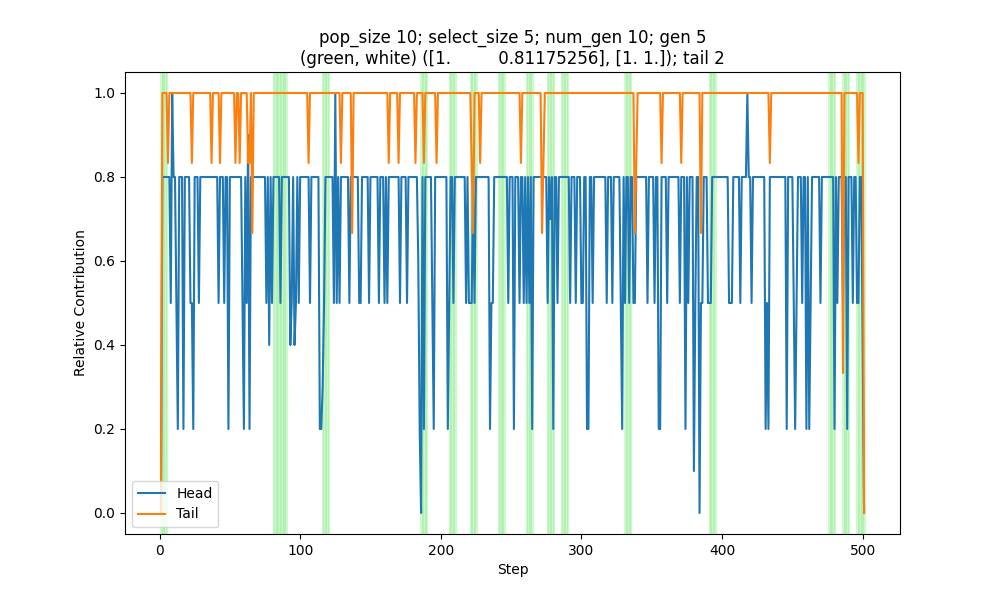 pop_size 10; select_size 5; num_gen 10; gen 5
(green, white) ([1.         0.81175256], [1. 1.]); tail 2
1.0
0.8
0.6
0.4
0.2
0.0
Relative Contribution
Head
Tail
0
100
200
300
400
500
Step